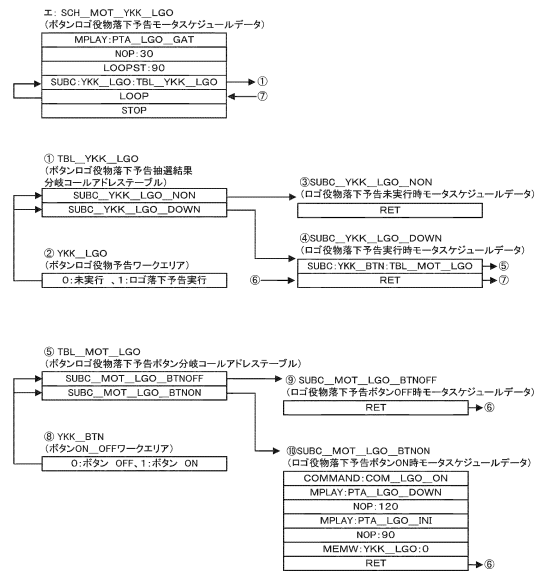 エ: SCH__MOT__YKK__LGO
(ボタンロゴ役物落下予告モータスケジュールデータ)
MPLAY:PTA__LGO__GAT
NOP:30
LOOPST:90
SUBC:YKK__LGO:TBL__YKK__LGO
①
LOOP
⑦
STOP
① TBL__YKK__LGO
(ボタンロゴ役物落下予告抽選結果
分岐コールアドレステーブル)
SUBC__YKK__LGO__NON
SUBC__YKK__LGO__DOWN
② YKK__LGO
(ボタンロゴ役物予告ワークエリア)
0:未実行 、1:ロゴ落下予告実行
③SUBC__YKK__LGO__NON
(ロゴ役物落下予告未実行時モータスケジュールデータ)
RET
④SUBC__YKK__LGO__DOWN
(ロゴ役物落下予告実行時モータスケジュールデータ)
SUBC:YKK__BTN:TBL__MOT__LGO
⑤
⑥
RET
⑦
⑤ TBL__MOT__LGO
(ボタンロゴ役物落下予告ボタン分岐コールアドレステーブル)
SUBC__MOT__LGO__BTNOFF
SUBC__MOT__LGO__BTNON
⑧ YKK__BTN
(ボタンON__OFFワークエリア)
0:ボタン OFF、1:ボタン ON
⑨ SUBC__MOT__LGO__BTNOFF
(ロゴ役物落下予告ボタンOFF時モータスケジュールデータ)
RET
⑥
⑩SUBC__MOT__LGO__BTNON
(ロゴ役物落下予告ボタンON時モータスケジュールデータ)
COMMAND:COM__LGO__ON
MPLAY:PTA__LGO__DOWN
NOP:120
MPLAY:PTA__LGO__INI
NOP:90
MEMW:YKK__LGO:0
RET
⑥